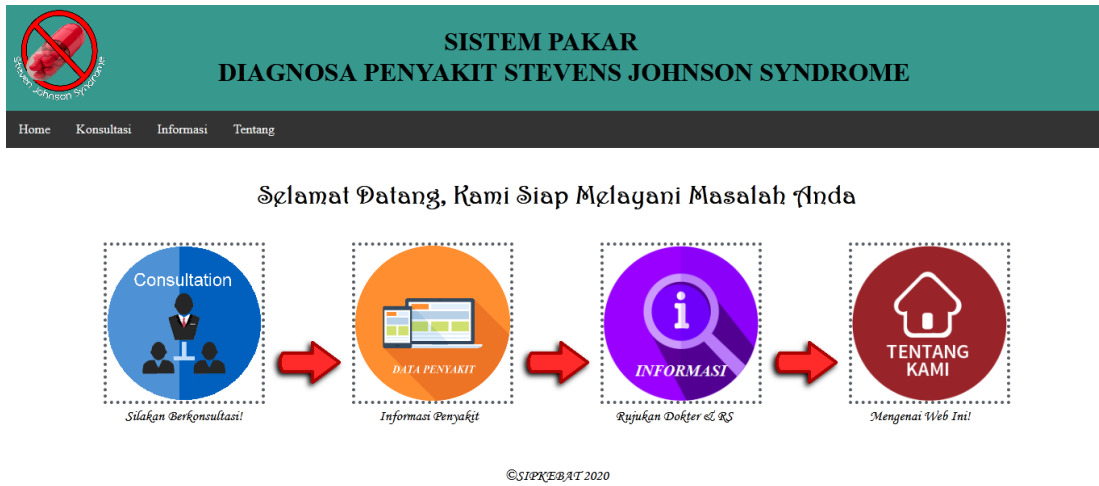 Steven Johnson Syndrome
SISTEM PAKAR
DIAGNOSA PENYAKIT STEVENS JOHNSON SYNDROME
Home Konsultasi Informasi Tentang
Selamat Datang, Kami Siap Melayani Masalah Anda
Consultation
DATA PENYAKIT
i
INFORMASI
TENTANG
KAMI
Silakan Berkonsultasi! Informasi Penyakit Rujukan Dokter & RS Mengenai Web Ini!
©SIPKEBAT 2020